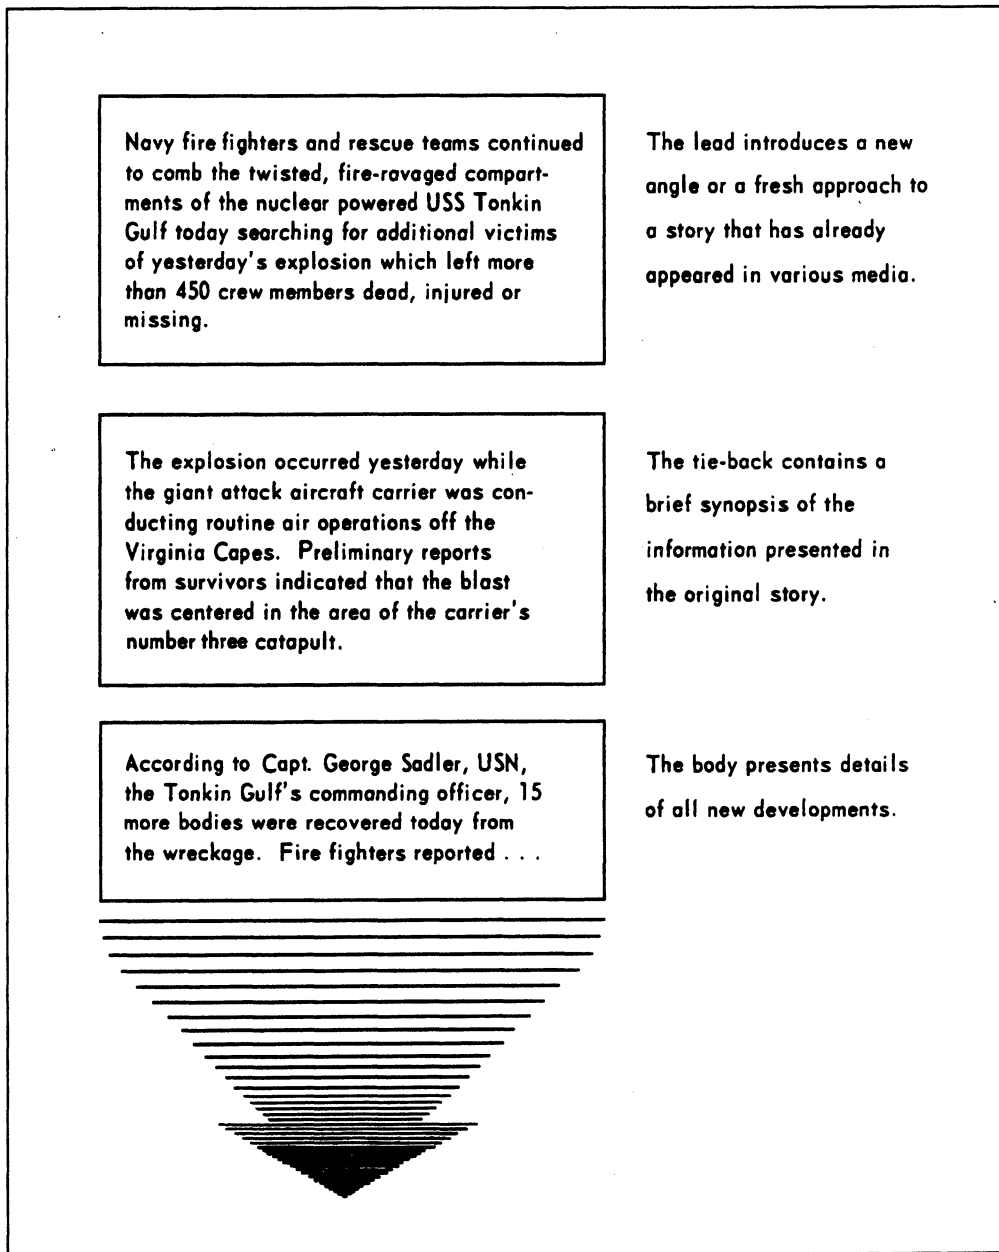 Navy fire fighters and rescue teams continued
to comb the twisted, fire-ravaged compart-
ments of the nuclear powered USS Tonkin
Gulf today searching for additional victims
of yesterday's explosion which left more
than 450 crew members dead, injured or
missing.
The lead introduces a new
angle or a fresh approach to
a story that has already
appeared in various media.
The explosion occurred yesterday while
the giant attack aircraft carrier was con-
ducting routine air operations off the
Virginia Capes. Preliminary reports
from survivors indicated that the blast
was centered in the area of the carrier's
number three catapult.
The tie-back contains a
brief synopsis of the
information presented in
the original story.
According to Capt. George Sadler, USN,
the Tonkin Gulf's commanding officer, 15
more bodies were recovered today from
the wreckage. Fire fighters reported . . .
The body presents details
of all new developments.